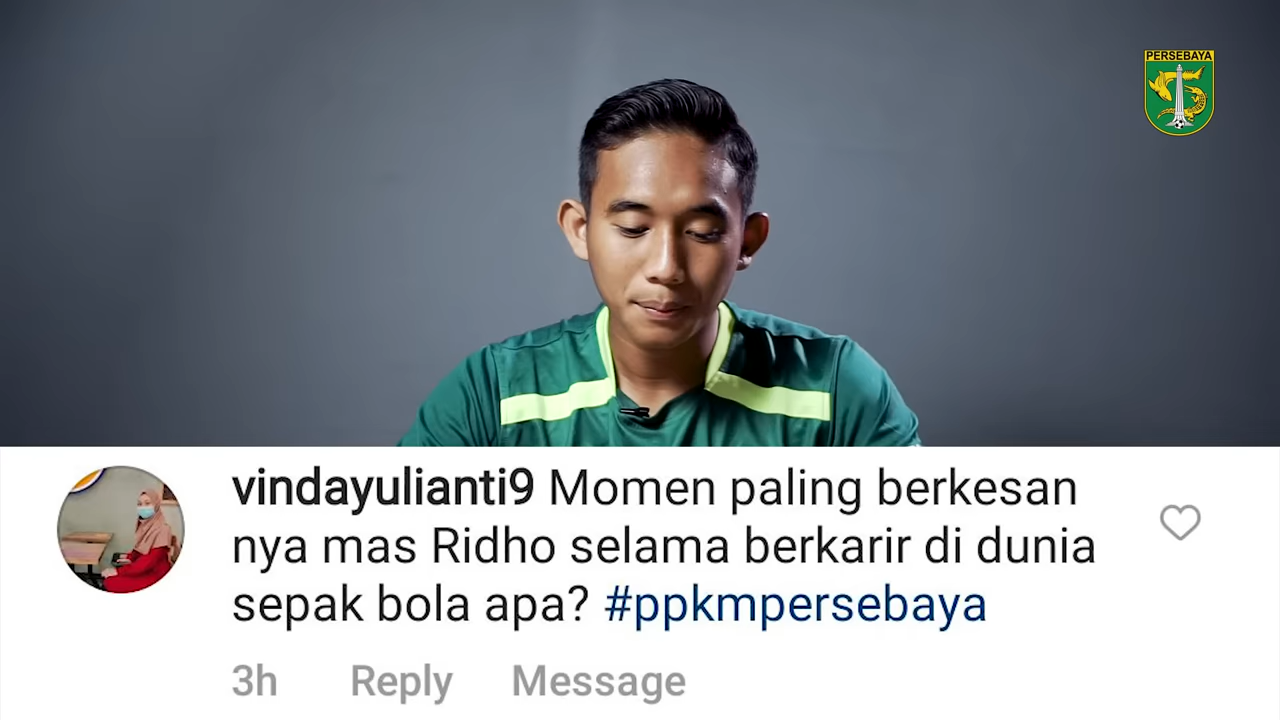 PERSEBAYA
vindayulianti9 Momen paling berkesan
nya mas Ridho selama berkarir di dunia
sepak bola apa? #ppkmpersebaya
3h Reply Message